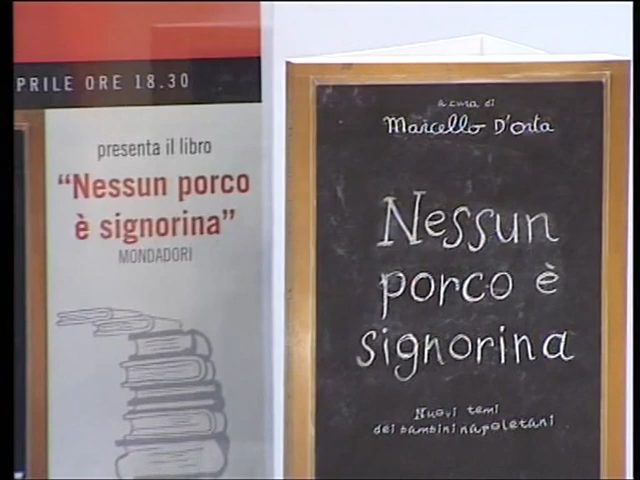 PRILE ORE 18.30
presenta il libro
“Nessun porco
è signorina”
MONDADORI
a cura di
Marcello D'Orta
Nessun
porco è
signorina
Nuovi temi
dei bambini napoletani